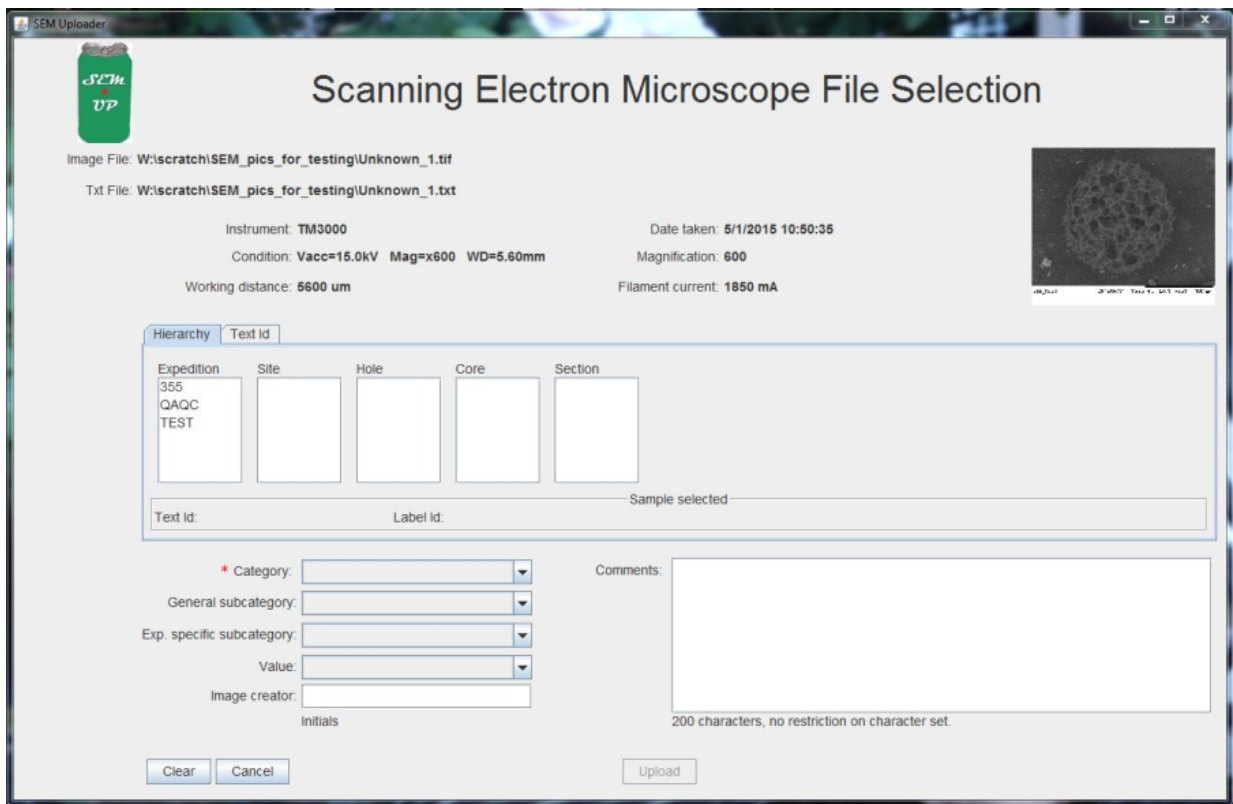 SEM Uploader
SEM
UP
Scanning Electron Microscope File Selection
Image File: W:\scratch\SEM_pics_for_testing\Unknown_1.tif
Txt File: W:\scratch\SEM_pics_for_testing\Unknown_1.txt
Instrument: TM3000 Date taken: 5/1/2015 10:50:35
Condition: Vacc=15.0kV Mag=x600 WD=5.60mm Magnification: 600
Working distance: 5600 um Filament current: 1850 mA
Hierarchy Text Id
Expedition Site Hole Core Section
355
QAQC
TEST
Sample selected
Text Id: Label Id:
* Category: Comments:
General subcategory:
Exp. specific subcategory:
Value:
Image creator:
Initials 200 characters, no restriction on character set.
Clear Cancel Upload